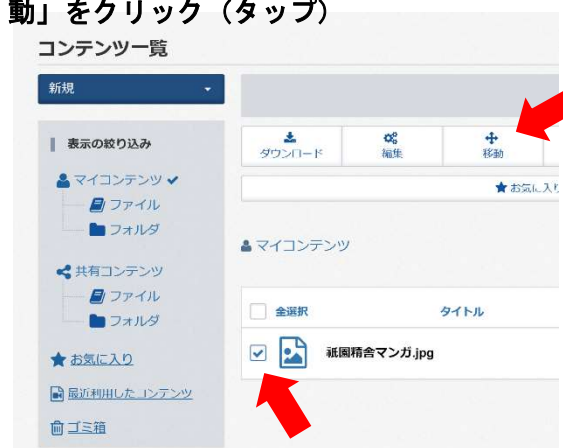 動」をクリック（タップ）
コンテンツ一覧
新規
表示の絞り込み
マイコンテンツ
ファイル
フォルダ
共有コンテンツ
ファイル
フォルダ
お気に入り
最近利用したコンテンツ
ゴミ箱
ダウンロード
編集
移動
お気に入り
マイコンテンツ
全選択
タイトル
祇園精舎マンガ.jpg